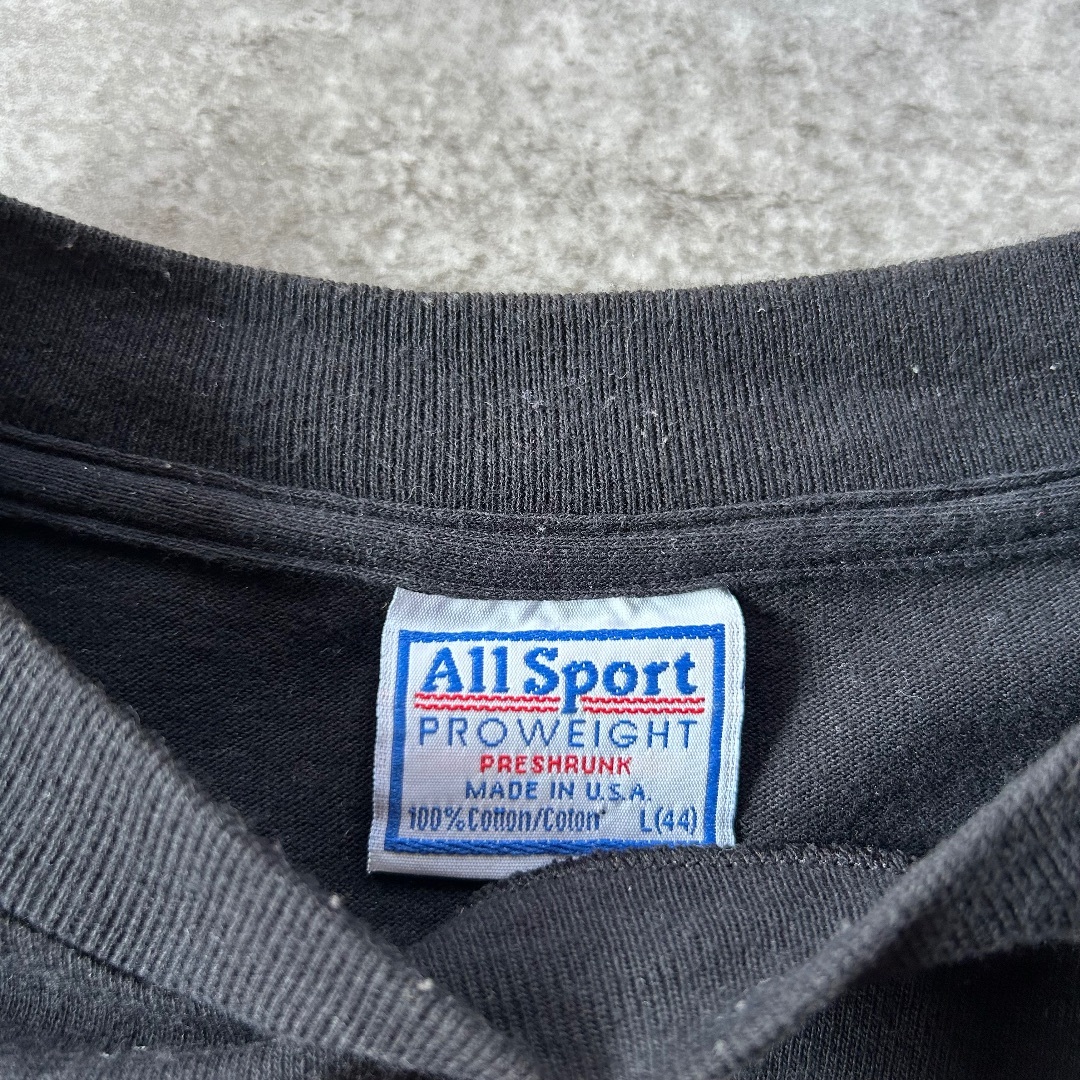 All Sport
PROWEIGHT
PRESHRUNK
MADE IN U.S.A.
100% Cotton/Coton* L(44)